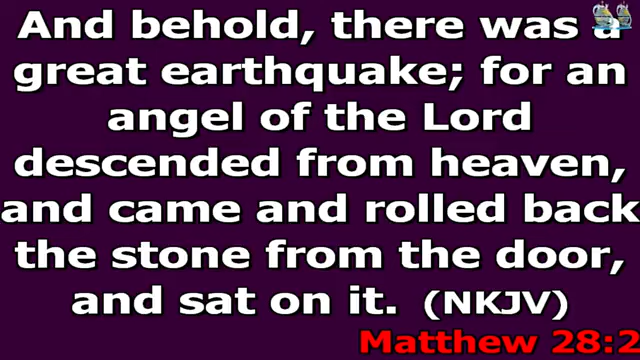 And behold, there was a
great earthquake; for an
angel of the Lord
descended from heaven,
and came and rolled back
the stone from the door,
and sat on it. (NKJV)
Matthew 28:2